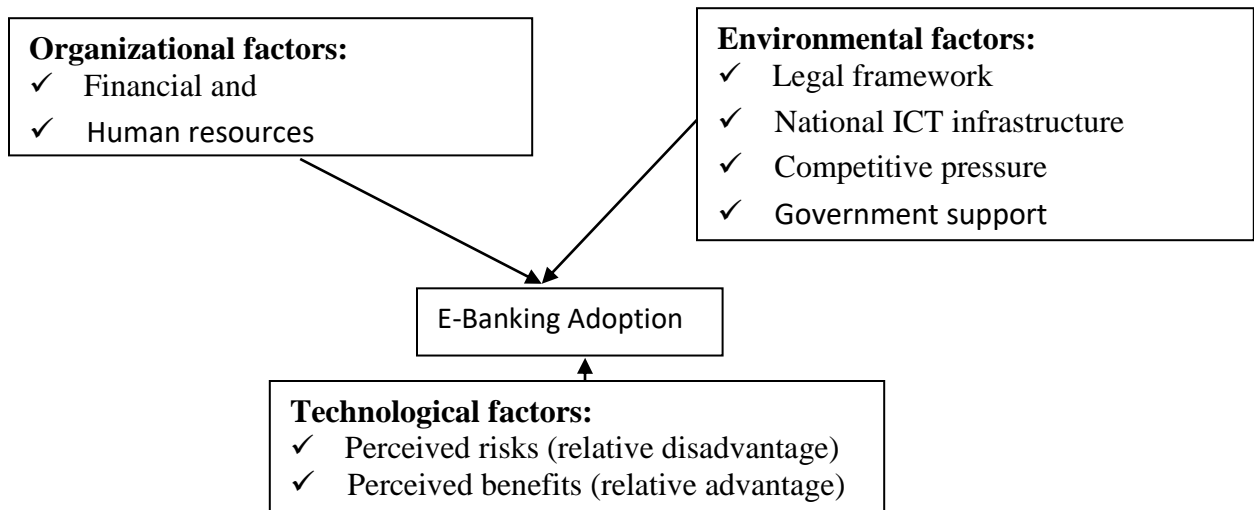 Organizational factors:
✓ Financial and
✓ Human resources
Environmental factors:
✓ Legal framework
✓ National ICT infrastructure
✓ Competitive pressure
✓ Government support
E-Banking Adoption
Technological factors:
✓ Perceived risks (relative disadvantage)
✓ Perceived benefits (relative advantage)